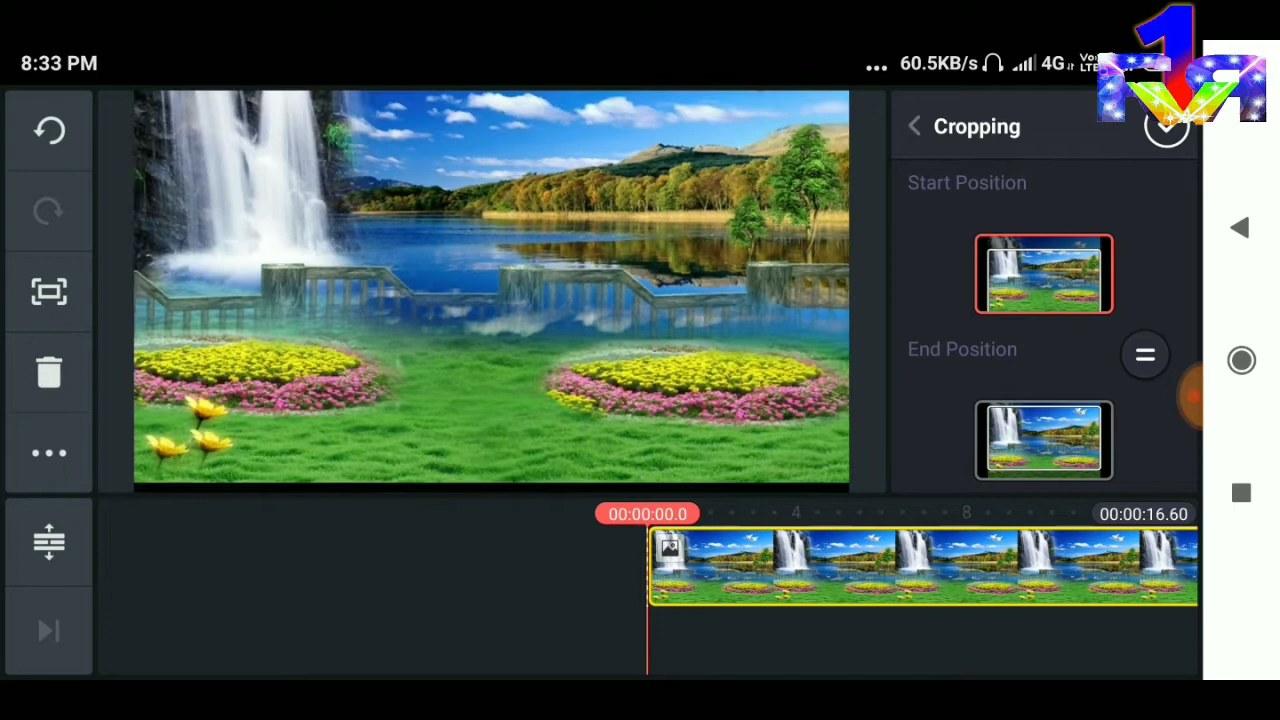 8:33 PM
... 60.5KB/s 4G
1
Cropping
Start Position
End Position
=
00:00:00.0 4 8 00:00:16.60